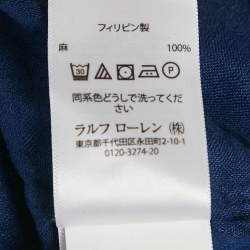 フィリピン製
麻 100%
同系色どうしで洗ってくだ
さい
ラルフ ローレン (株)
東京都千代田区永田町2-10-1
0120-3274-20